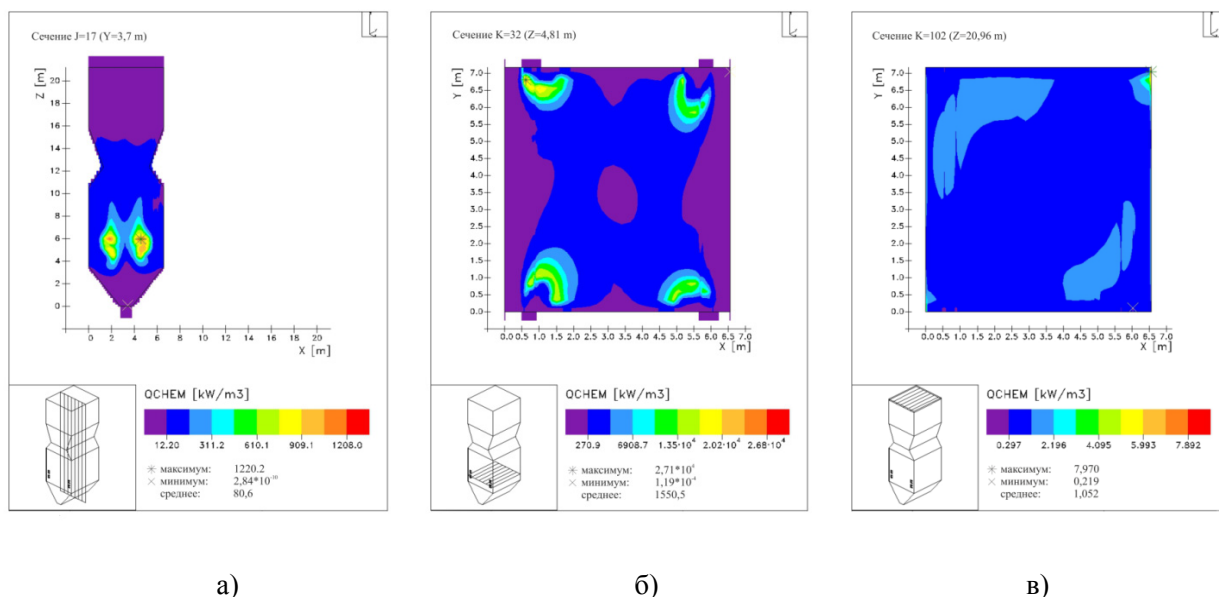 Сечение J=17 (Y=3,7 m)
Z [m]
20
18
16
14
12
10
8
6
4
2
0
0 2 4 6 8 10 12 14 16 18 20
X [m]
QCHEM [kW/m3]
12.20 311.2 610.1 909.1 1208.0
максимум: 1220.2
минимум: 2,84*10⁻¹⁰
среднее: 80,6
а)
Сечение K=32 (Z=4,81 m)
Y [m]
7.0
6.5
6.0
5.5
5.0
4.5
4.0
3.5
3.0
2.5
2.0
1.5
1.0
0.5
0.0
0.0 0.5 1.0 1.5 2.0 2.5 3.0 3.5 4.0 4.5 5.0 5.5 6.0 6.5 7.0
X [m]
QCHEM [kW/m3]
270.9 6908.7 1.35·10⁴ 2.02·10⁴ 2.68·10⁴
максимум: 2,71*10⁴
минимум: 1,19*10⁻⁴
среднее: 1550,5
б)
Сечение K=102 (Z=20,96 m)
Y [m]
7.0
6.5
6.0
5.5
5.0
4.5
4.0
3.5
3.0
2.5
2.0
1.5
1.0
0.5
0.0
0.0 0.5 1.0 1.5 2.0 2.5 3.0 3.5 4.0 4.5 5.0 5.5 6.0 6.5 7.0
X [m]
QCHEM [kW/m3]
0.297 2.196 4.095 5.993 7.892
максимум: 7,970
минимум: 0,219
среднее: 1,052
в)